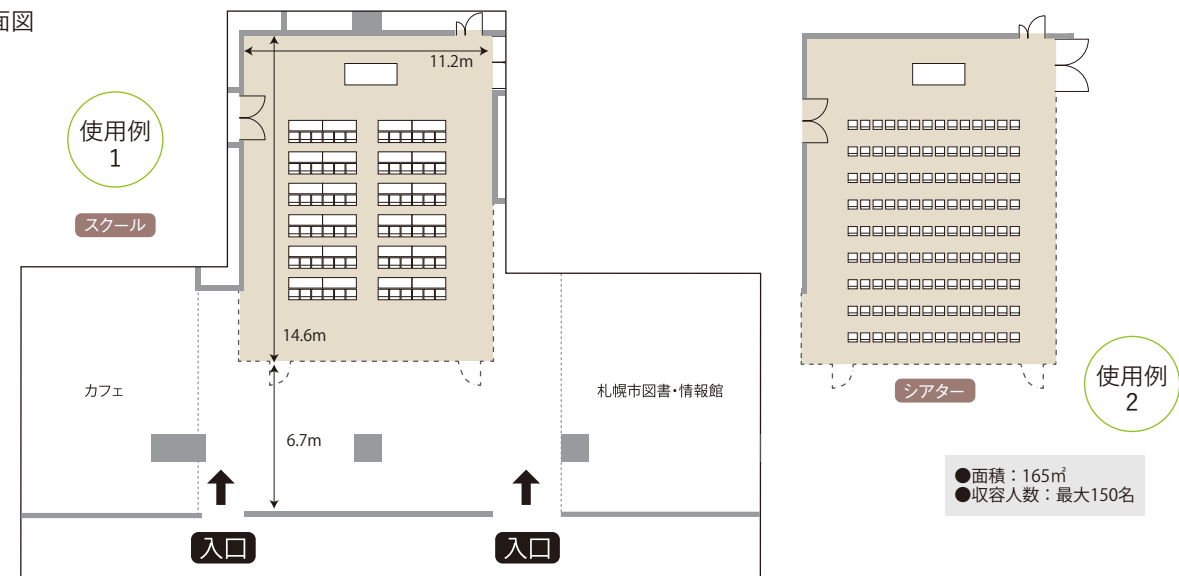 面図
11.2m
使用例
1
スクール
14.6m
カフェ
札幌市図書・情報館
6.7m
入口
入口
シアター
使用例
2
●面積：165㎡
●収容人数：最大150名